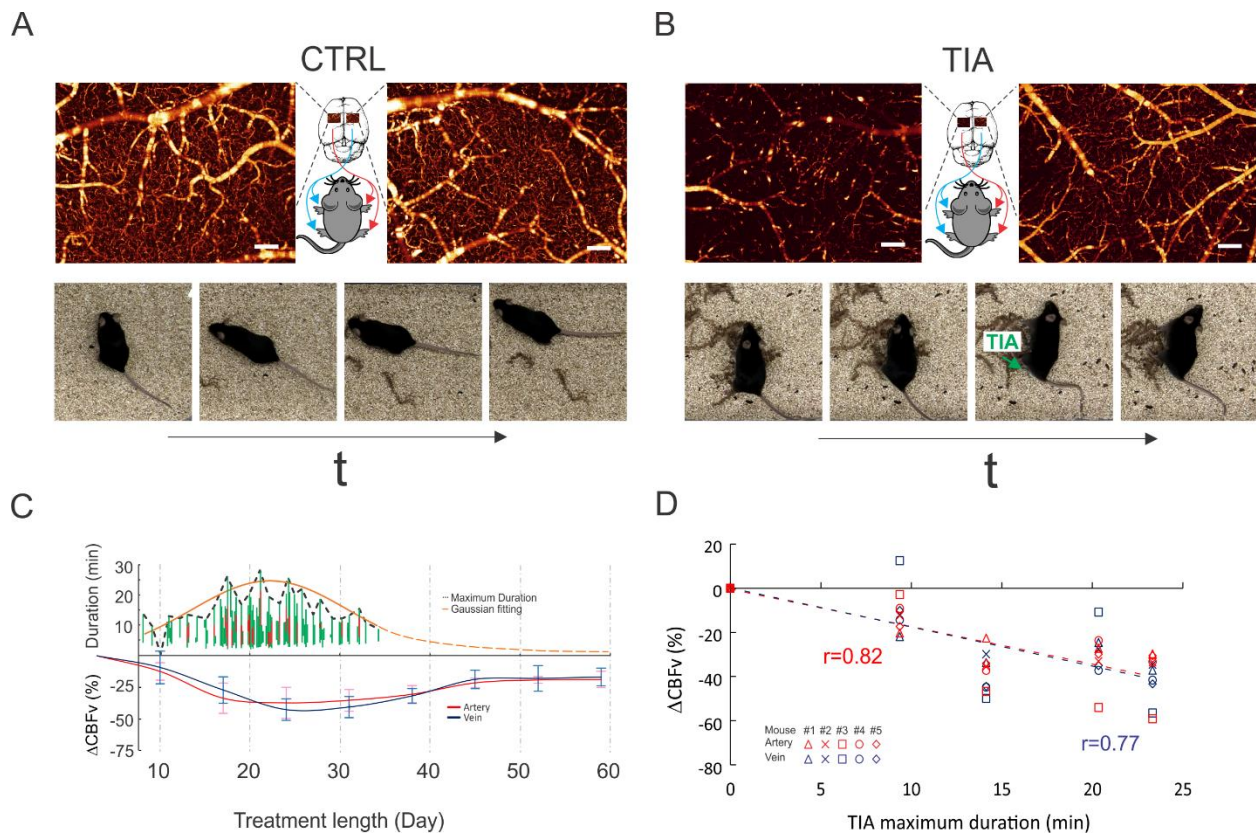 A
CTRL
t
B
TIA
TIA
t
C
Duration (min)
30
20
10
Maximum Duration
Gaussian fitting
ΔCBFv (%)
-25
-50
-75
Artery
Vein
10 20 30 40 50 60
Treatment length (Day)
D
ΔCBFv (%)
20
0
-20
-40
-60
-80
r=0.82
r=0.77
Mouse #1 #2 #3 #4 #5
Artery
Vein
0 5 10 15 20 25
TIA maximum duration (min)